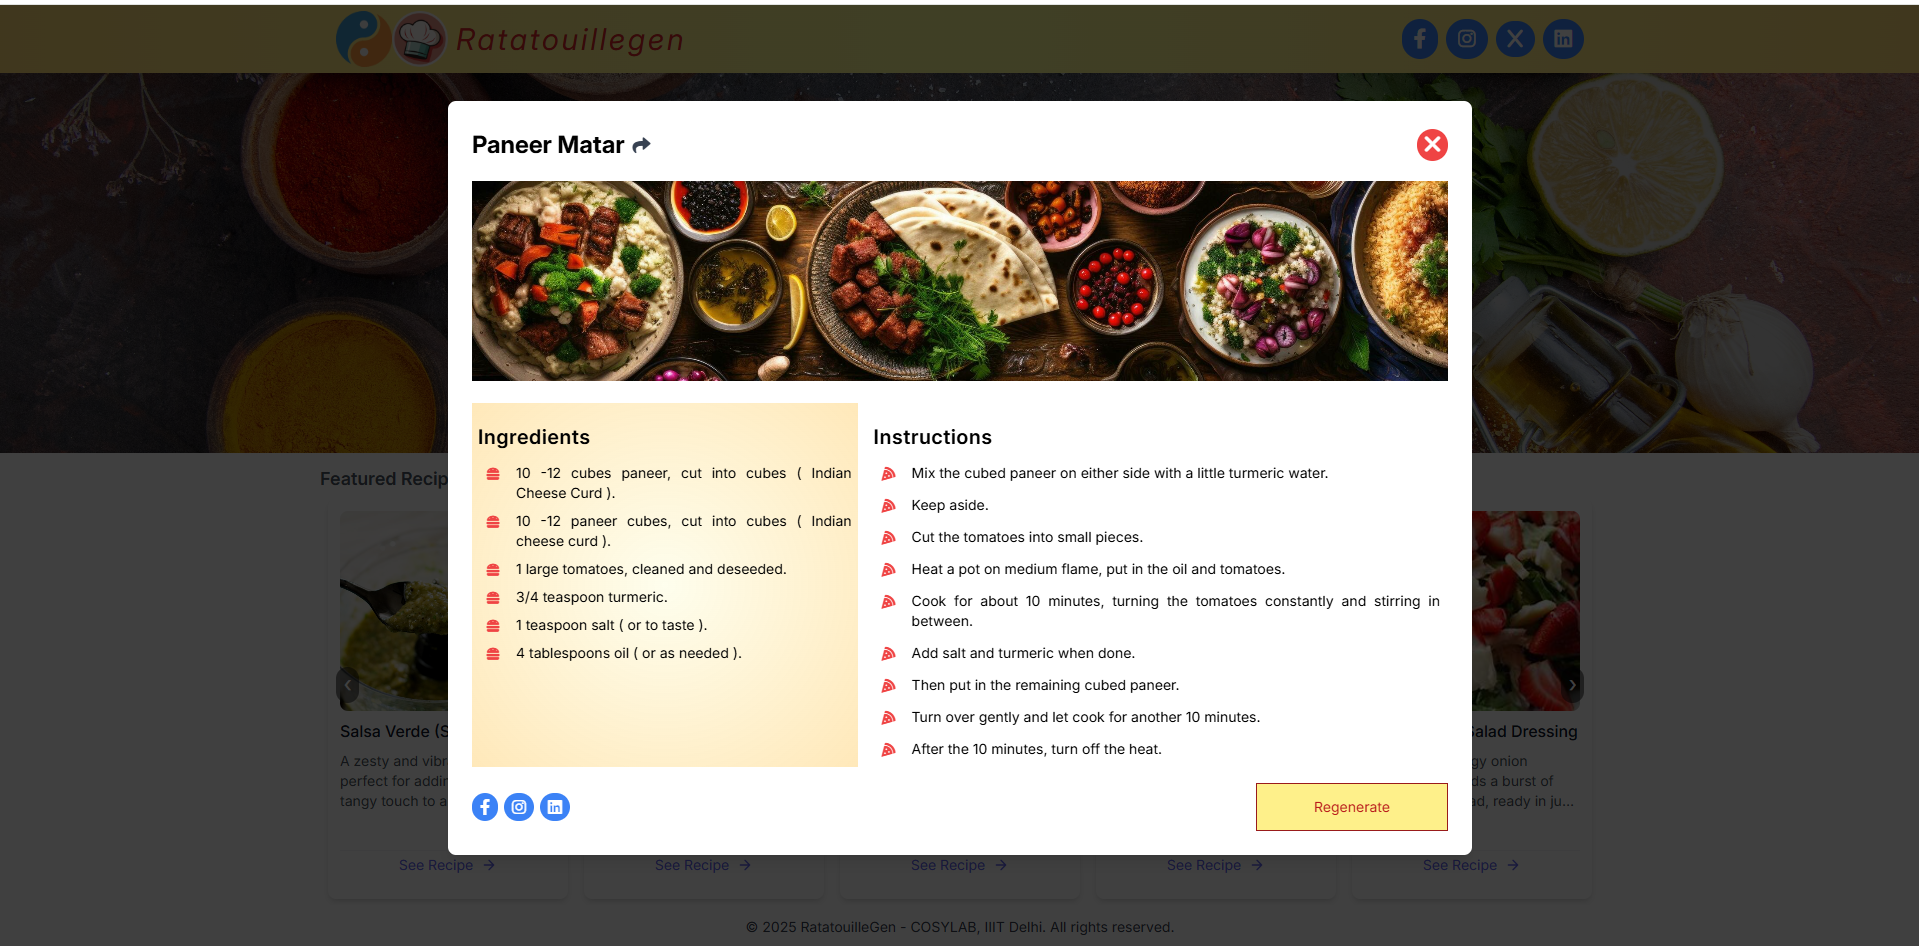 Ratatouillegen
Paneer Matar
Ingredients
10 -12 cubes paneer, cut into cubes ( Indian
Cheese Curd ).
10 -12 paneer cubes, cut into cubes ( Indian
cheese curd ).
1 large tomatoes, cleaned and deseeded.
3/4 teaspoon turmeric.
1 teaspoon salt ( or to taste ).
4 tablespoons oil ( or as needed ).
Instructions
Mix the cubed paneer on either side with a little turmeric water.
Keep aside.
Cut the tomatoes into small pieces.
Heat a pot on medium flame, put in the oil and tomatoes.
Cook for about 10 minutes, turning the tomatoes constantly and stirring in
between.
Add salt and turmeric when done.
Then put in the remaining cubed paneer.
Turn over gently and let cook for another 10 minutes.
After the 10 minutes, turn off the heat.
Regenerate
Featured Recip
Salsa Verde (S
A zesty and vibr
perfect for addin
tangy touch to a
Salad Dressing
gy onion
ds a burst of
ad, ready in ju...
See Recipe
See Recipe
See Recipe
See Recipe
See Recipe
© 2025 RatatouilleGen - COSYLAB, IIIT Delhi. All rights reserved.